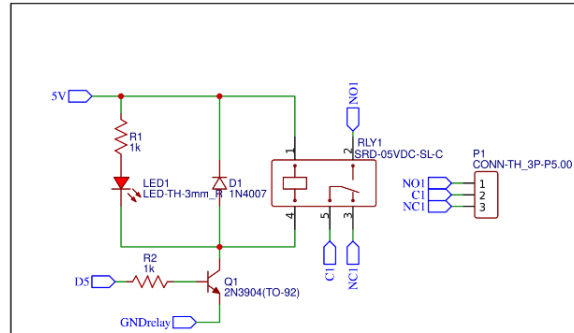 5V
R1
1k
LED1
LED-TH-3mm_R
D1
1N4007
NO1
RLY1
SRD-05VDC-SL-C
1
2
4
5
3
C1
NC1
P1
CONN-TH_3P-P5.00
NO1
C1
NC1
1
2
3
R2
1k
D5
Q1
2N3904(TO-92)
GNDrelay